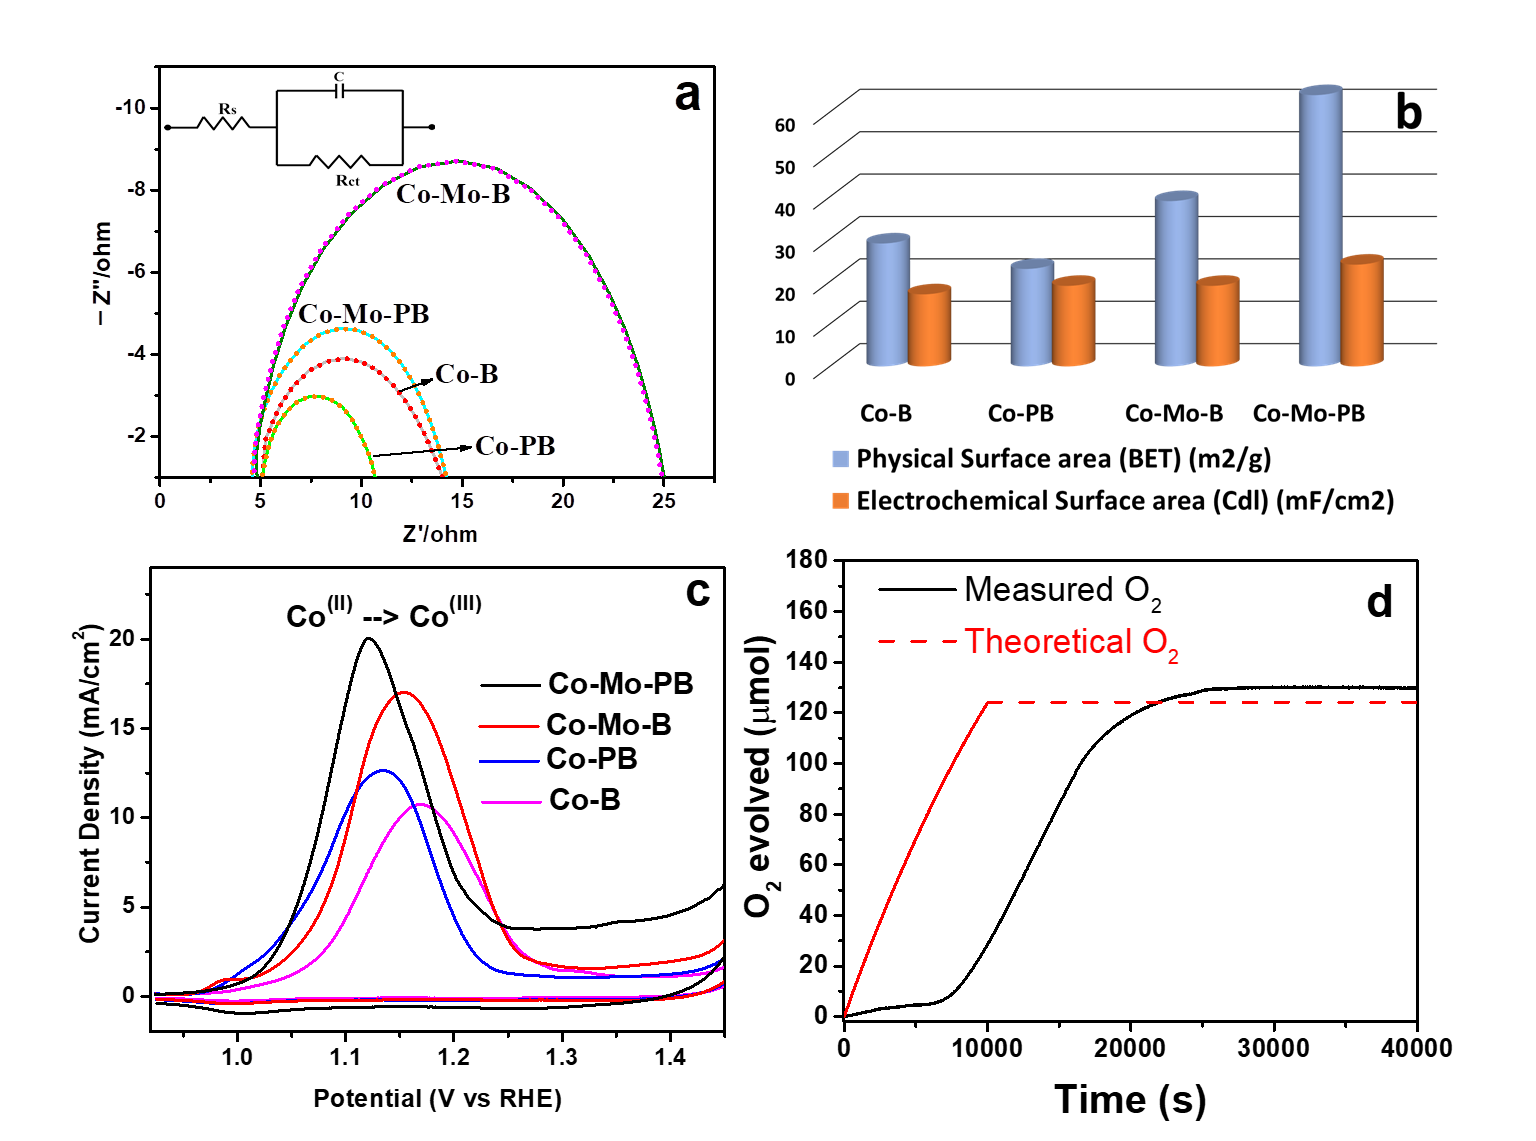 a
C
Rs
Rct
-10
-8
-6
-4
-2
− Z''/ohm
Co-Mo-B
Co-Mo-PB
Co-B
Co-PB
0 5 10 15 20 25
Z'/ohm
b
60
50
40
30
20
10
0
Co-B Co-PB Co-Mo-B Co-Mo-PB
Physical Surface area (BET) (m2/g)
Electrochemical Surface area (Cdl) (mF/cm2)
c
Co(II) --> Co(III)
20
15
10
5
0
Current Density (mA/cm2)
Co-Mo-PB
Co-Mo-B
Co-PB
Co-B
1.0 1.1 1.2 1.3 1.4
Potential (V vs RHE)
d
180
160
140
120
100
80
60
40
20
0
O2 evolved (μmol)
Measured O2
Theoretical O2
0 10000 20000 30000 40000
Time (s)